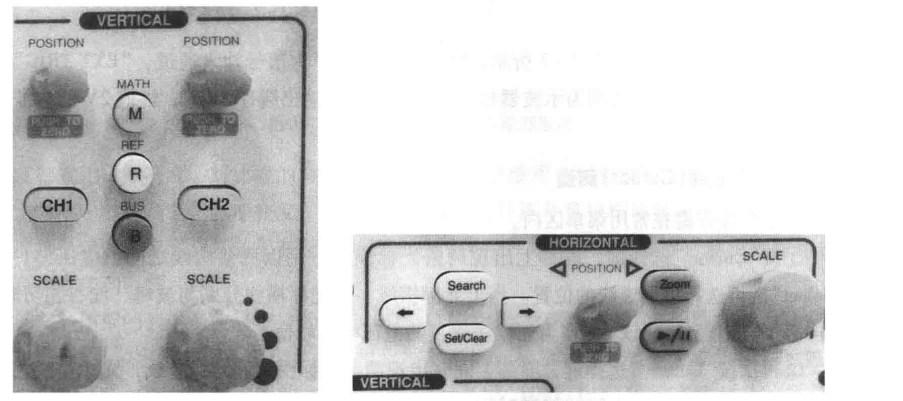 VERTICAL
POSITION POSITION
MATH
M
PUSH TO ZERO PUSH TO ZERO
REF
R
CH1 CH2
BUS
B
SCALE SCALE
HORIZONTAL
POSITION SCALE
Search Zoom
Set/Clear
PUSH TO ZERO
VERTICAL